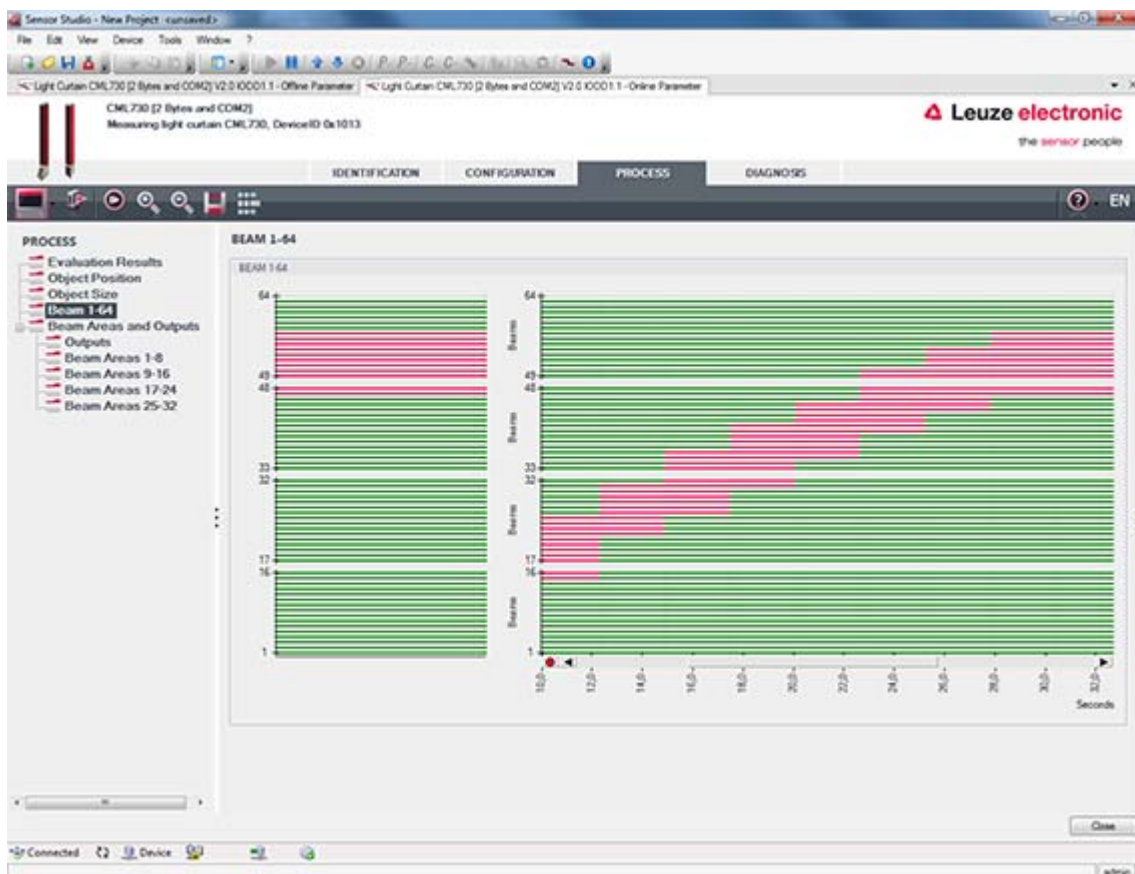 Sensor Studio - New Project <unsaved>
File Edit View Device Tools Window ?
Light Curtain CML730 [2 Bytes and COM2] V2.0 IODD1.1 - Offline Parameter
Light Curtain CML730 [2 Bytes and COM2] V2.0 IODD1.1 - Online Parameter
CML730 [2 Bytes and COM2]
Measuring light curtain CML730, DeviceID 0x1013
Leuze electronic
the sensor people
IDENTIFICATION CONFIGURATION PROCESS DIAGNOSIS
EN
PROCESS
Evaluation Results
Object Position
Object Size
Beam 1-64
Beam Areas and Outputs
Outputs
Beam Areas 1-8
Beam Areas 9-16
Beam Areas 17-24
Beam Areas 25-32
BEAM 1-64
BEAM 1-64
64
49
48
33
32
17
16
1
64
49
48
33
32
17
16
1
Beams
Beams
Beams
Beams
10,0 12,0 14,0 16,0 18,0 20,0 22,0 24,0 26,0 28,0 30,0 32,0
Seconds
Close
Connected Device
admin